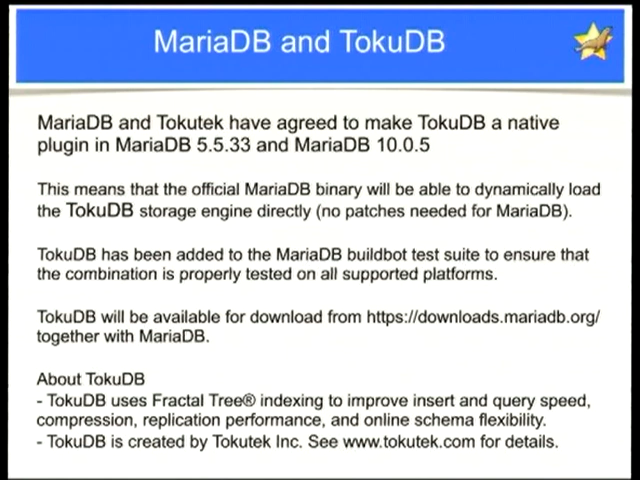 MariaDB and TokuDB
MariaDB and Tokutek have agreed to make TokuDB a native
plugin in MariaDB 5.5.33 and MariaDB 10.0.5
This means that the official MariaDB binary will be able to dynamically load
the TokuDB storage engine directly (no patches needed for MariaDB).
TokuDB has been added to the MariaDB buildbot test suite to ensure that
the combination is properly tested on all supported platforms.
TokuDB will be available for download from https://downloads.mariadb.org/
together with MariaDB.
About TokuDB
- TokuDB uses Fractal Tree® indexing to improve insert and query speed,
compression, replication performance, and online schema flexibility.
- TokuDB is created by Tokutek Inc. See www.tokutek.com for details.